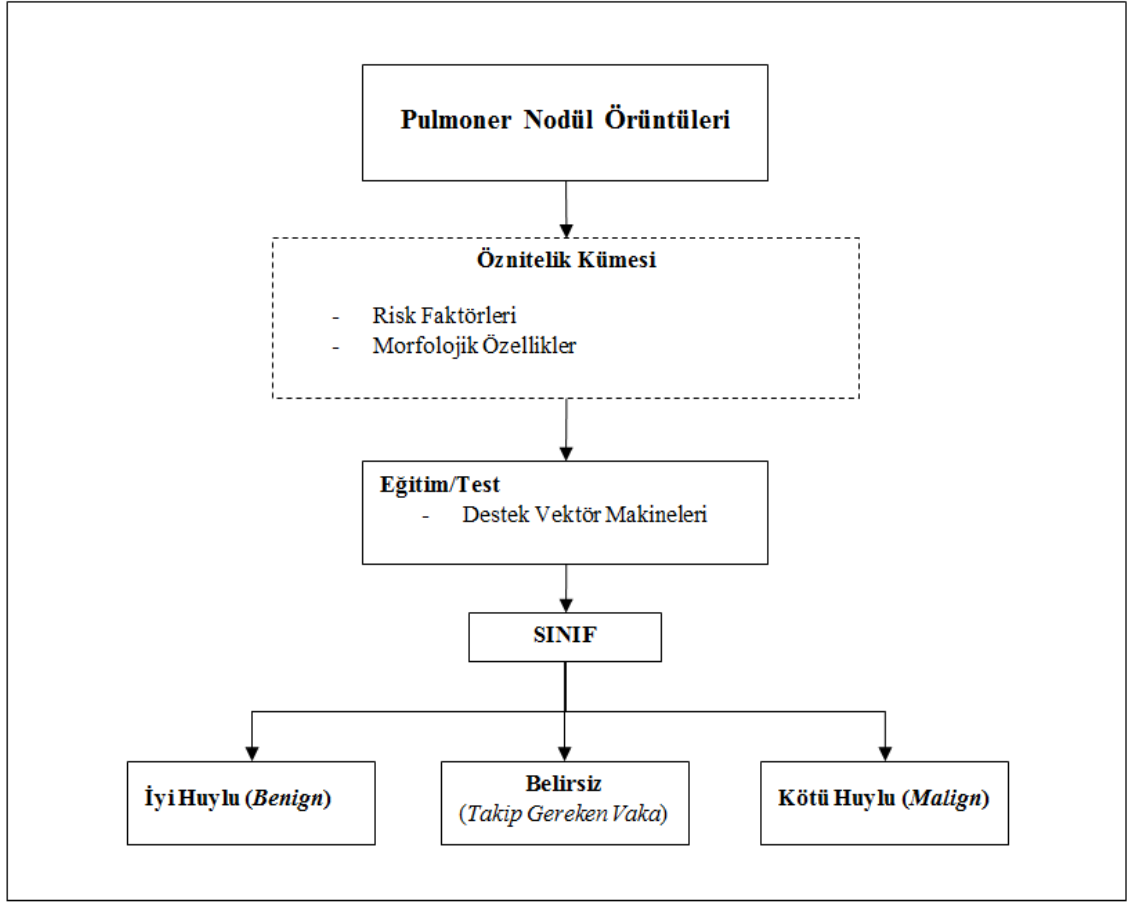 Pulmoner Nodül Örüntüleri
Öznitelik Kümesi
- Risk Faktörleri
- Morfolojik Özellikler
Eğitim/Test
- Destek Vektör Makineleri
SINIF
İyi Huylu (Benign)
Belirsiz
(Takip Gereken Vaka)
Kötü Huylu (Malign)